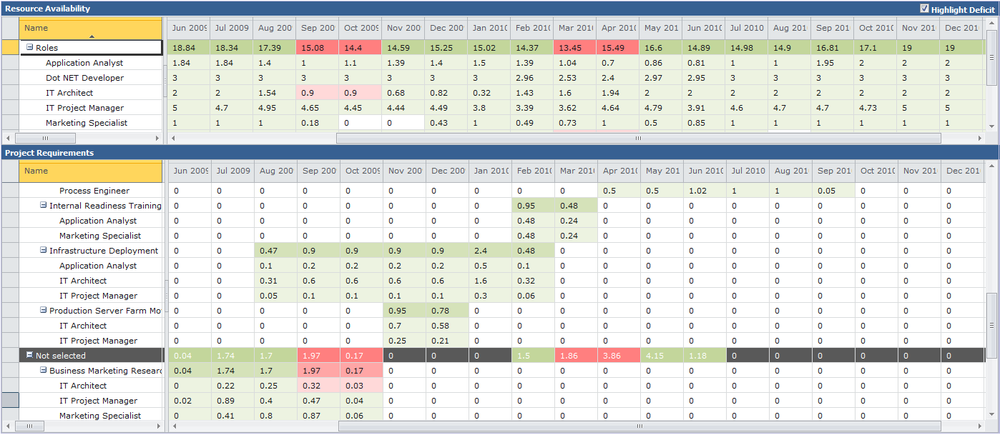 Resource Availability Highlight Deficit
Name Jun 2009 Jul 2009 Aug 200 Sep 200 Oct 2009 Nov 200 Dec 200 Jan 2010 Feb 2010 Mar 2010 Apr 2010 May 201 Jun 2010 Jul 2010 Aug 201 Sep 201 Oct 2010 Nov 201 Dec 201
Roles 18.84 18.34 17.39 15.08 14.4 14.59 15.25 15.02 14.37 13.45 15.49 16.6 14.89 14.98 14.9 16.81 17.1 19 19
Application Analyst 1.84 1.84 1.4 1 1.1 1.39 1.4 1.5 1.39 1.04 0.7 0.86 0.81 1 1 1.95 2 2 2
Dot NET Developer 3 3 3 3 3 3 3 3 2.96 2.53 2.4 2.97 2.95 3 3 3 3 3 3
IT Architect 2 2 1.54 0.9 0.9 0.68 0.82 0.32 1.43 1.6 1.94 2 2 2 2 2 2 2 2
IT Project Manager 5 4.7 4.95 4.65 4.45 4.44 4.49 3.8 3.39 3.62 4.64 4.79 3.91 4.6 4.7 4.7 4.73 5 5
Marketing Specialist 1 1 1 0.18 0 0 0.43 1 0.49 0.73 1 0.5 0.85 1 1 1 1 1 1
Project Requirements
Name Jun 2009 Jul 2009 Aug 200 Sep 200 Oct 2009 Nov 200 Dec 200 Jan 2010 Feb 2010 Mar 2010 Apr 2010 May 201 Jun 2010 Jul 2010 Aug 201 Sep 201 Oct 2010 Nov 201 Dec 201
Process Engineer 0 0 0 0 0 0 0 0 0 0 0.5 0.5 1.02 1 1 0.05 0 0 0
Internal Readiness Training 0 0 0 0 0 0 0 0 0.95 0.48 0 0 0 0 0 0 0 0 0
Application Analyst 0 0 0 0 0 0 0 0 0.48 0.24 0 0 0 0 0 0 0 0 0
Marketing Specialist 0 0 0 0 0 0 0 0 0.48 0.24 0 0 0 0 0 0 0 0 0
Infrastructure Deployment 0 0 0.47 0.9 0.9 0.9 0.9 2.4 0.48 0 0 0 0 0 0 0 0 0 0
Application Analyst 0 0 0.1 0.2 0.2 0.2 0.2 0.5 0.1 0 0 0 0 0 0 0 0 0 0
IT Architect 0 0 0.31 0.6 0.6 0.6 0.6 1.6 0.32 0 0 0 0 0 0 0 0 0 0
IT Project Manager 0 0 0.05 0.1 0.1 0.1 0.1 0.3 0.06 0 0 0 0 0 0 0 0 0 0
Production Server Farm Mo 0 0 0 0 0 0.95 0.78 0 0 0 0 0 0 0 0 0 0 0 0
IT Architect 0 0 0 0 0 0.7 0.58 0 0 0 0 0 0 0 0 0 0 0 0
IT Project Manager 0 0 0 0 0 0.25 0.21 0 0 0 0 0 0 0 0 0 0 0 0
Not selected 0.04 1.74 1.7 1.97 0.17 0 0 0 1.5 1.86 3.86 4.15 1.18 0 0 0 0 0 0
Business Marketing Researc 0.04 1.74 1.7 1.97 0.17 0 0 0 0 0 0 0 0 0 0 0 0 0 0
IT Architect 0 0.22 0.25 0.32 0.03 0 0 0 0 0 0 0 0 0 0 0 0 0 0
IT Project Manager 0.02 0.89 0.4 0.47 0.04 0 0 0 0 0 0 0 0 0 0 0 0 0 0
Marketing Specialist 0 0.41 0.8 0.87 0.06 0 0 0 0 0 0 0 0 0 0 0 0 0 0